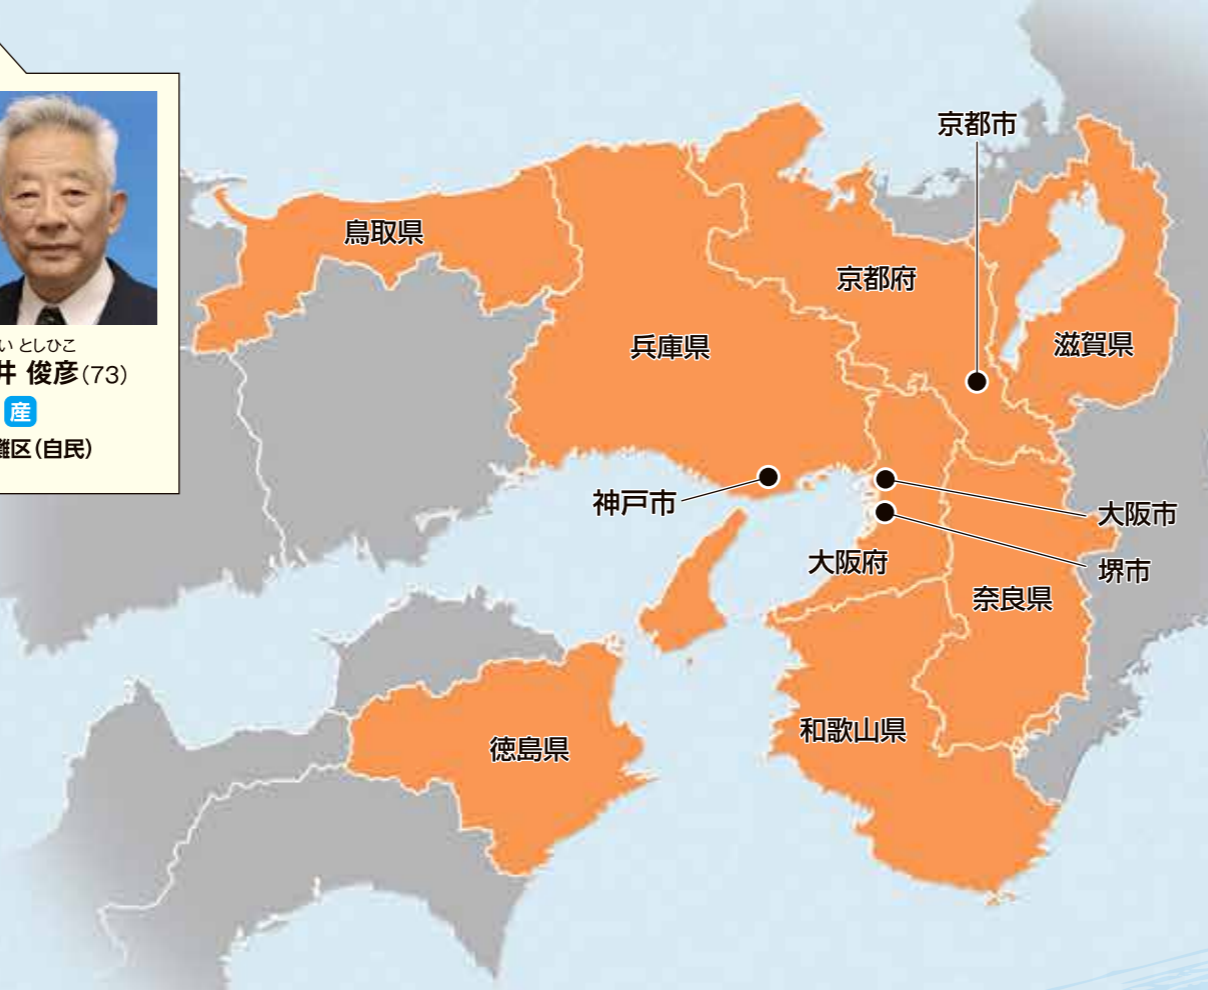 い としひこ
井 俊彦(73)
産
灘区(自民)
京都市
鳥取県
京都府
兵庫県
滋賀県
神戸市
大阪市
大阪府
堺市
奈良県
和歌山県
徳島県